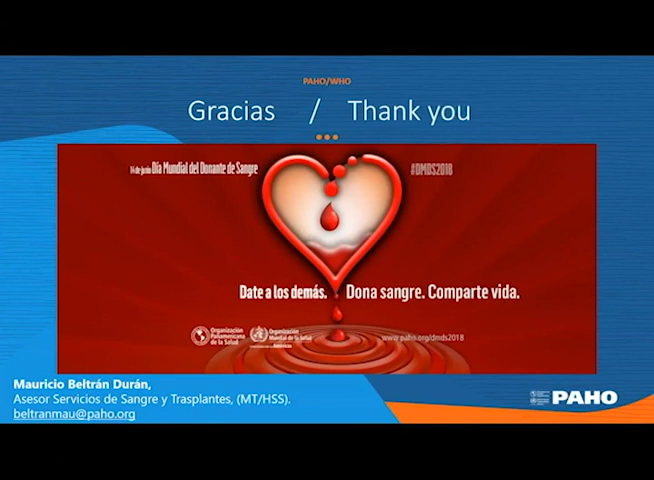 PAHO/WHO
Gracias / Thank you
14 de junio Día Mundial del Donante de Sangre
#DMDS2018
Date a los demás. Dona sangre. Comparte vida.
Organización
Panamericana
de la Salud
Organización
Mundial de la Salud
www.paho.org/dmds2018
Mauricio Beltrán Durán,
Asesor Servicios de Sangre y Trasplantes, (MT/HSS).
beltranmau@paho.org
PAHO